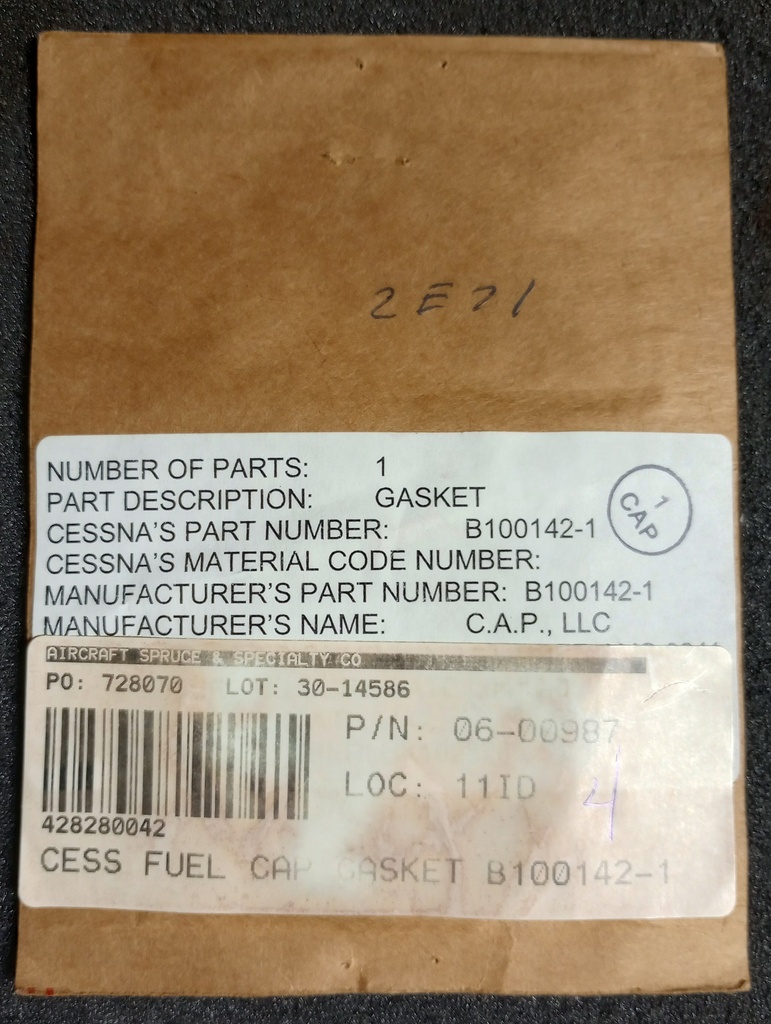 2E71
NUMBER OF PARTS: 1
PART DESCRIPTION: GASKET
CESSNA'S PART NUMBER: B100142-1
CESSNA'S MATERIAL CODE NUMBER:
MANUFACTURER'S PART NUMBER: B100142-1
MANUFACTURER'S NAME: C.A.P., LLC
1
CAP
AIRCRAFT SPRUCE & SPECIALTY CO
PO: 728070 LOT: 30-14586
P/N: 06-00987
LOC: 11ID
4
428280042
CESS FUEL CAP GASKET B100142-1